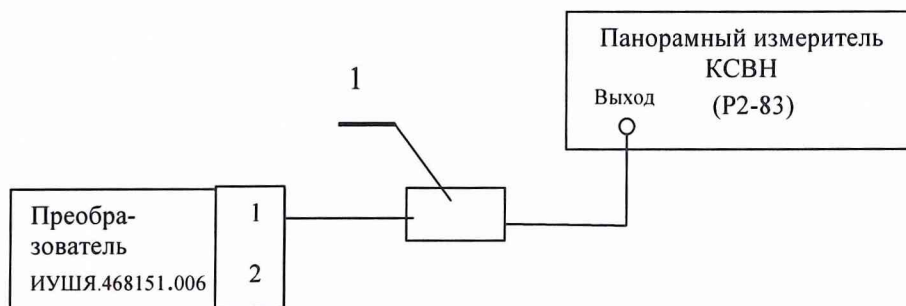 Панорамный измеритель
КСВН
Выход (Р2-83)
1
Преобра-
зователь
ИУШЯ.468151.006
1
2